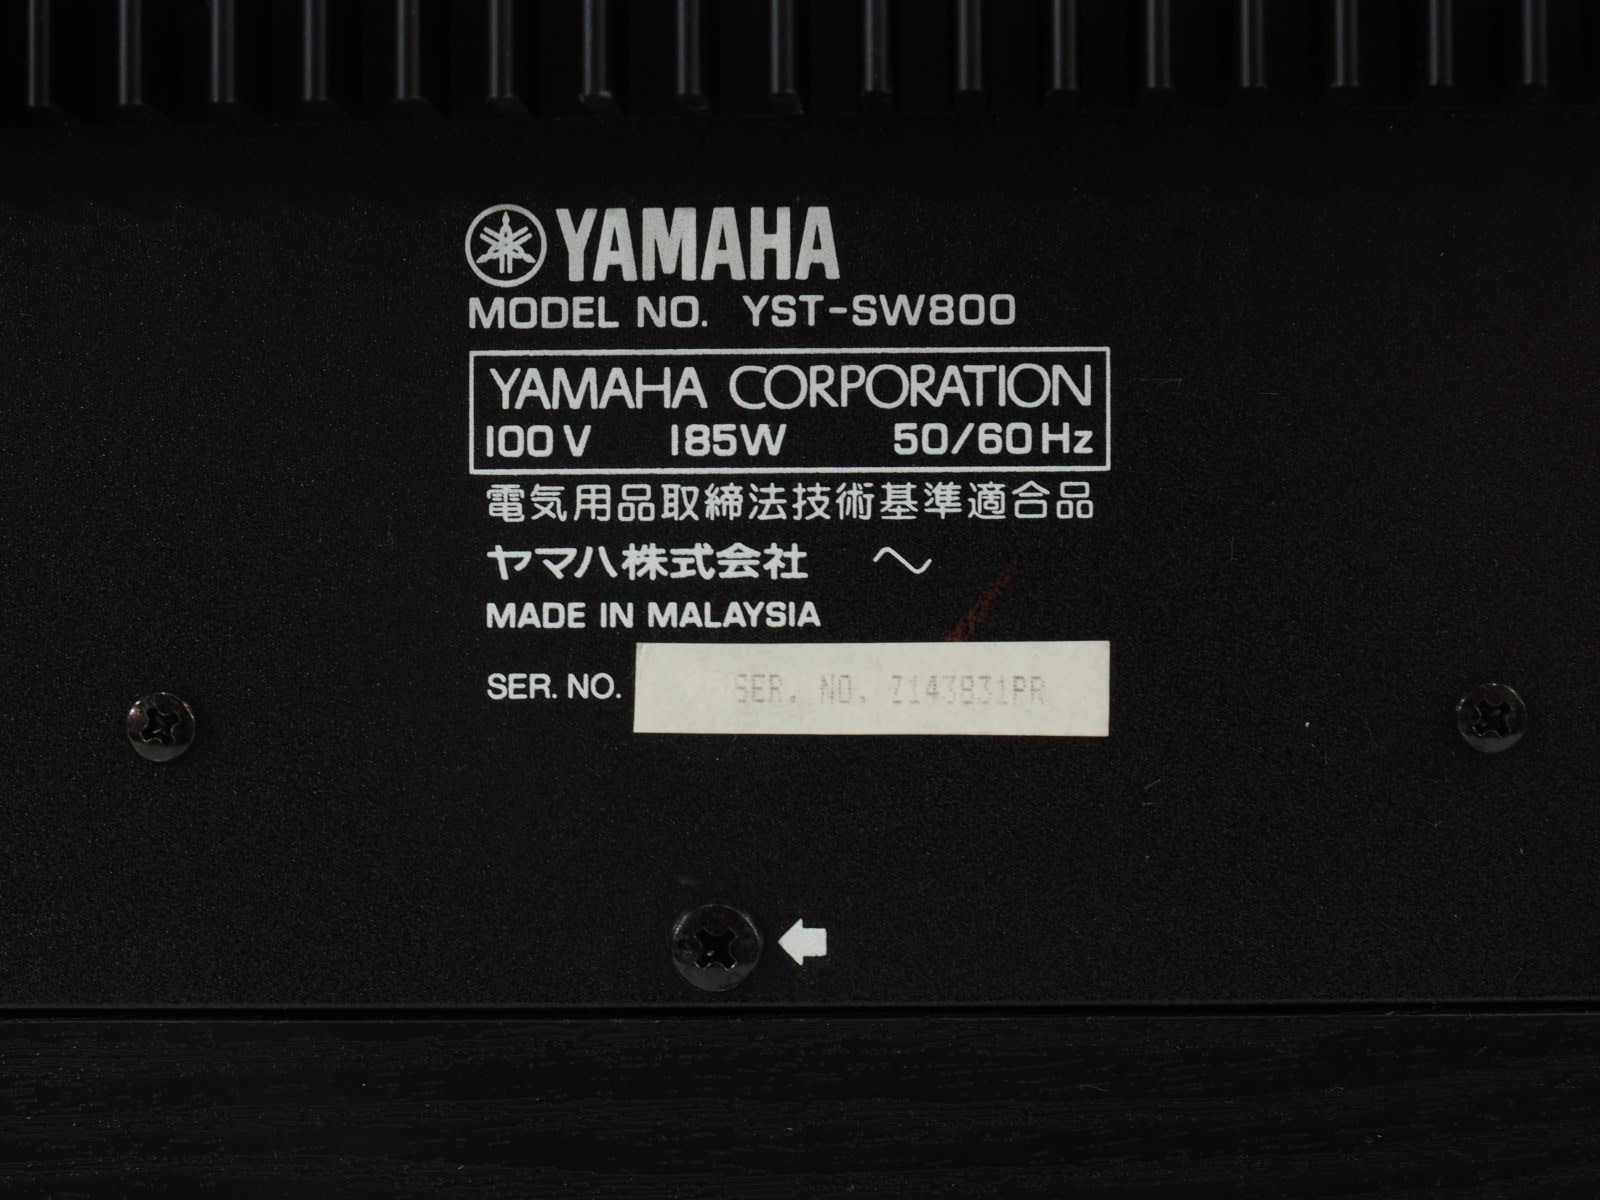 YAMAHA
MODEL NO. YST-SW800
YAMAHA CORPORATION
100V 185W 50/60Hz
電気用品取締法技術基準適合品
ヤマハ株式会社 ～
MADE IN MALAYSIA
SER. NO. SER. NO. Z143831PR